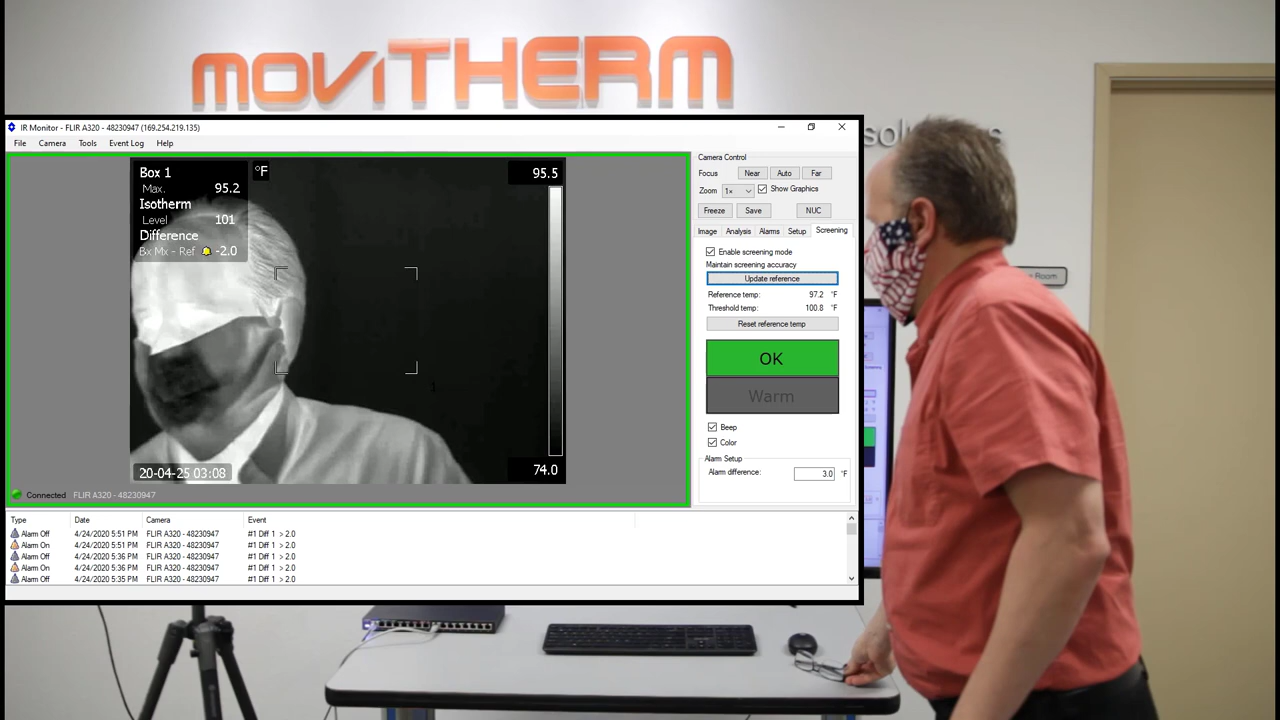 MOVITHERM
solutions
IR Monitor - FLIR A320 - 48230947 (169.254.219.135)
File Camera Tools Event Log Help
Box 1 °F
Max. 95.2
Isotherm
Level 101
Difference
Bx Mx - Ref -2.0
95.5
74.0
1
20-04-25 03:08
Connected FLIR A320 - 48230947
Camera Control
Focus Near Auto Far
Zoom 1× Show Graphics
Freeze Save NUC
Image Analysis Alarms Setup Screening
Enable screening mode
Maintain screening accuracy
Update reference
Reference temp: 97.2 °F
Threshold temp: 100.8 °F
Reset reference temp
OK
Warm
Beep
Color
Alarm Setup
Alarm difference: 3.0 °F
Type Date Camera Event
Alarm Off 4/24/2020 5:51 PM FLIR A320 - 48230947 #1 Diff 1 > 2.0
Alarm On 4/24/2020 5:51 PM FLIR A320 - 48230947 #1 Diff 1 > 2.0
Alarm Off 4/24/2020 5:36 PM FLIR A320 - 48230947 #1 Diff 1 > 2.0
Alarm On 4/24/2020 5:36 PM FLIR A320 - 48230947 #1 Diff 1 > 2.0
Alarm Off 4/24/2020 5:35 PM FLIR A320 - 48230947 #1 Diff 1 > 2.0
Room